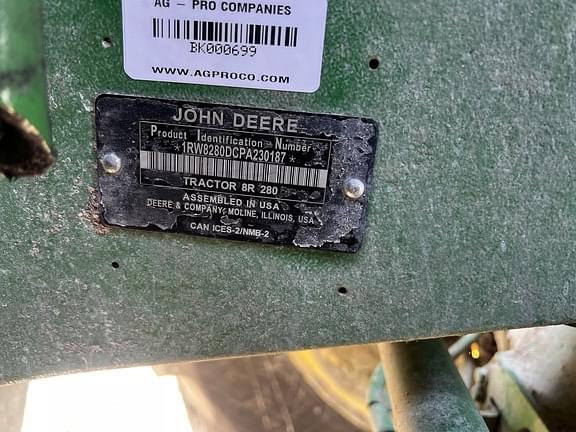 AG - PRO COMPANIES
BK000699
WWW.AGPROCO.COM
JOHN DEERE
Product Identification Number
*1RW8280DCPA230187*
TRACTOR 8R 280
ASSEMBLED IN USA
DEERE & COMPANY, MOLINE, ILLINOIS, USA
CAN ICES-2/NMB-2